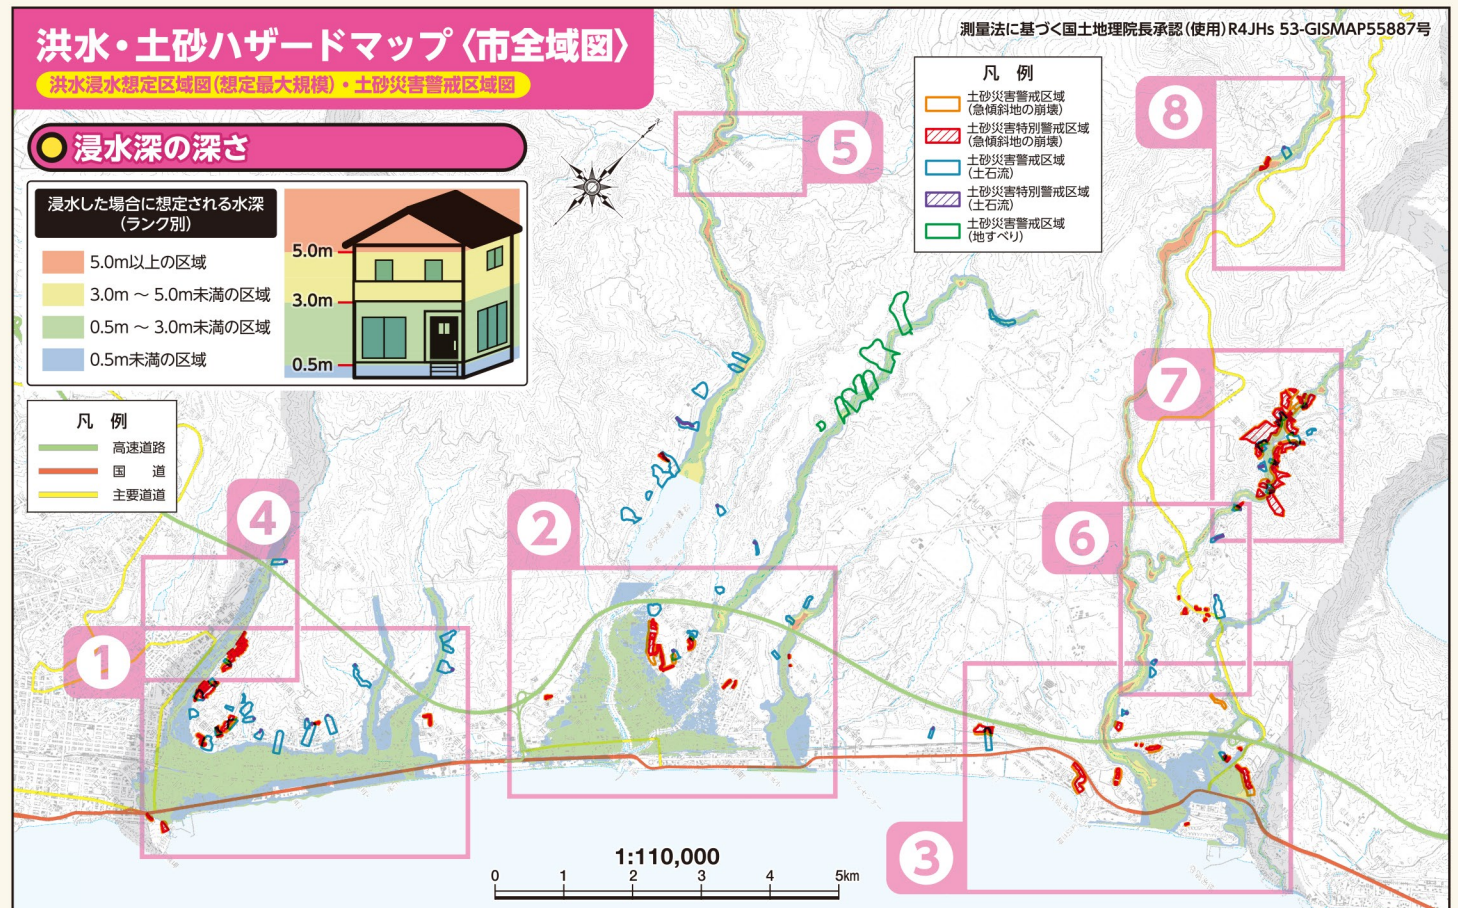 洪水・土砂ハザードマップ〈市全域図〉
洪水浸水想定区域図(想定最大規模)・土砂災害警戒区域図
測量法に基づく国土地理院長承認(使用)R4JHs 53-GISMAP55887号
浸水深の深さ
浸水した場合に想定される水深
(ランク別)
5.0m以上の区域
3.0m ～ 5.0m未満の区域
0.5m ～ 3.0m未満の区域
0.5m未満の区域
5.0m
3.0m
0.5m
凡 例
高速道路
国 道
主要道道
凡 例
土砂災害警戒区域
(急傾斜地の崩壊)
土砂災害特別警戒区域
(急傾斜地の崩壊)
土砂災害警戒区域
(土石流)
土砂災害特別警戒区域
(土石流)
土砂災害警戒区域
(地すべり)
5
8
7
4
2
6
1
3
1:110,000
0 1 2 3 4 5km